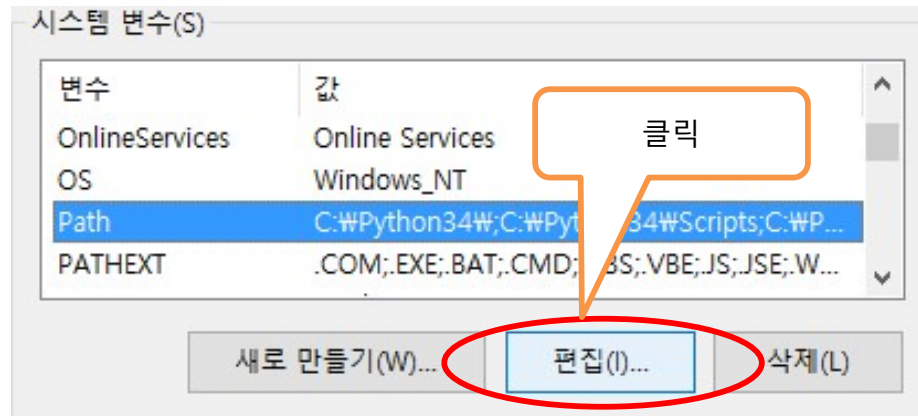 시스템 변수(S)
변수 값
OnlineServices Online Services
클릭
OS Windows_NT
Path C:₩Python34₩;C:₩Pyt 34₩Scripts;C:₩P...
PATHEXT .COM;.EXE;.BAT;.CMD; BS;.VBE;.JS;.JSE;.W...
새로 만들기(W)... 편집(I)... 삭제(L)